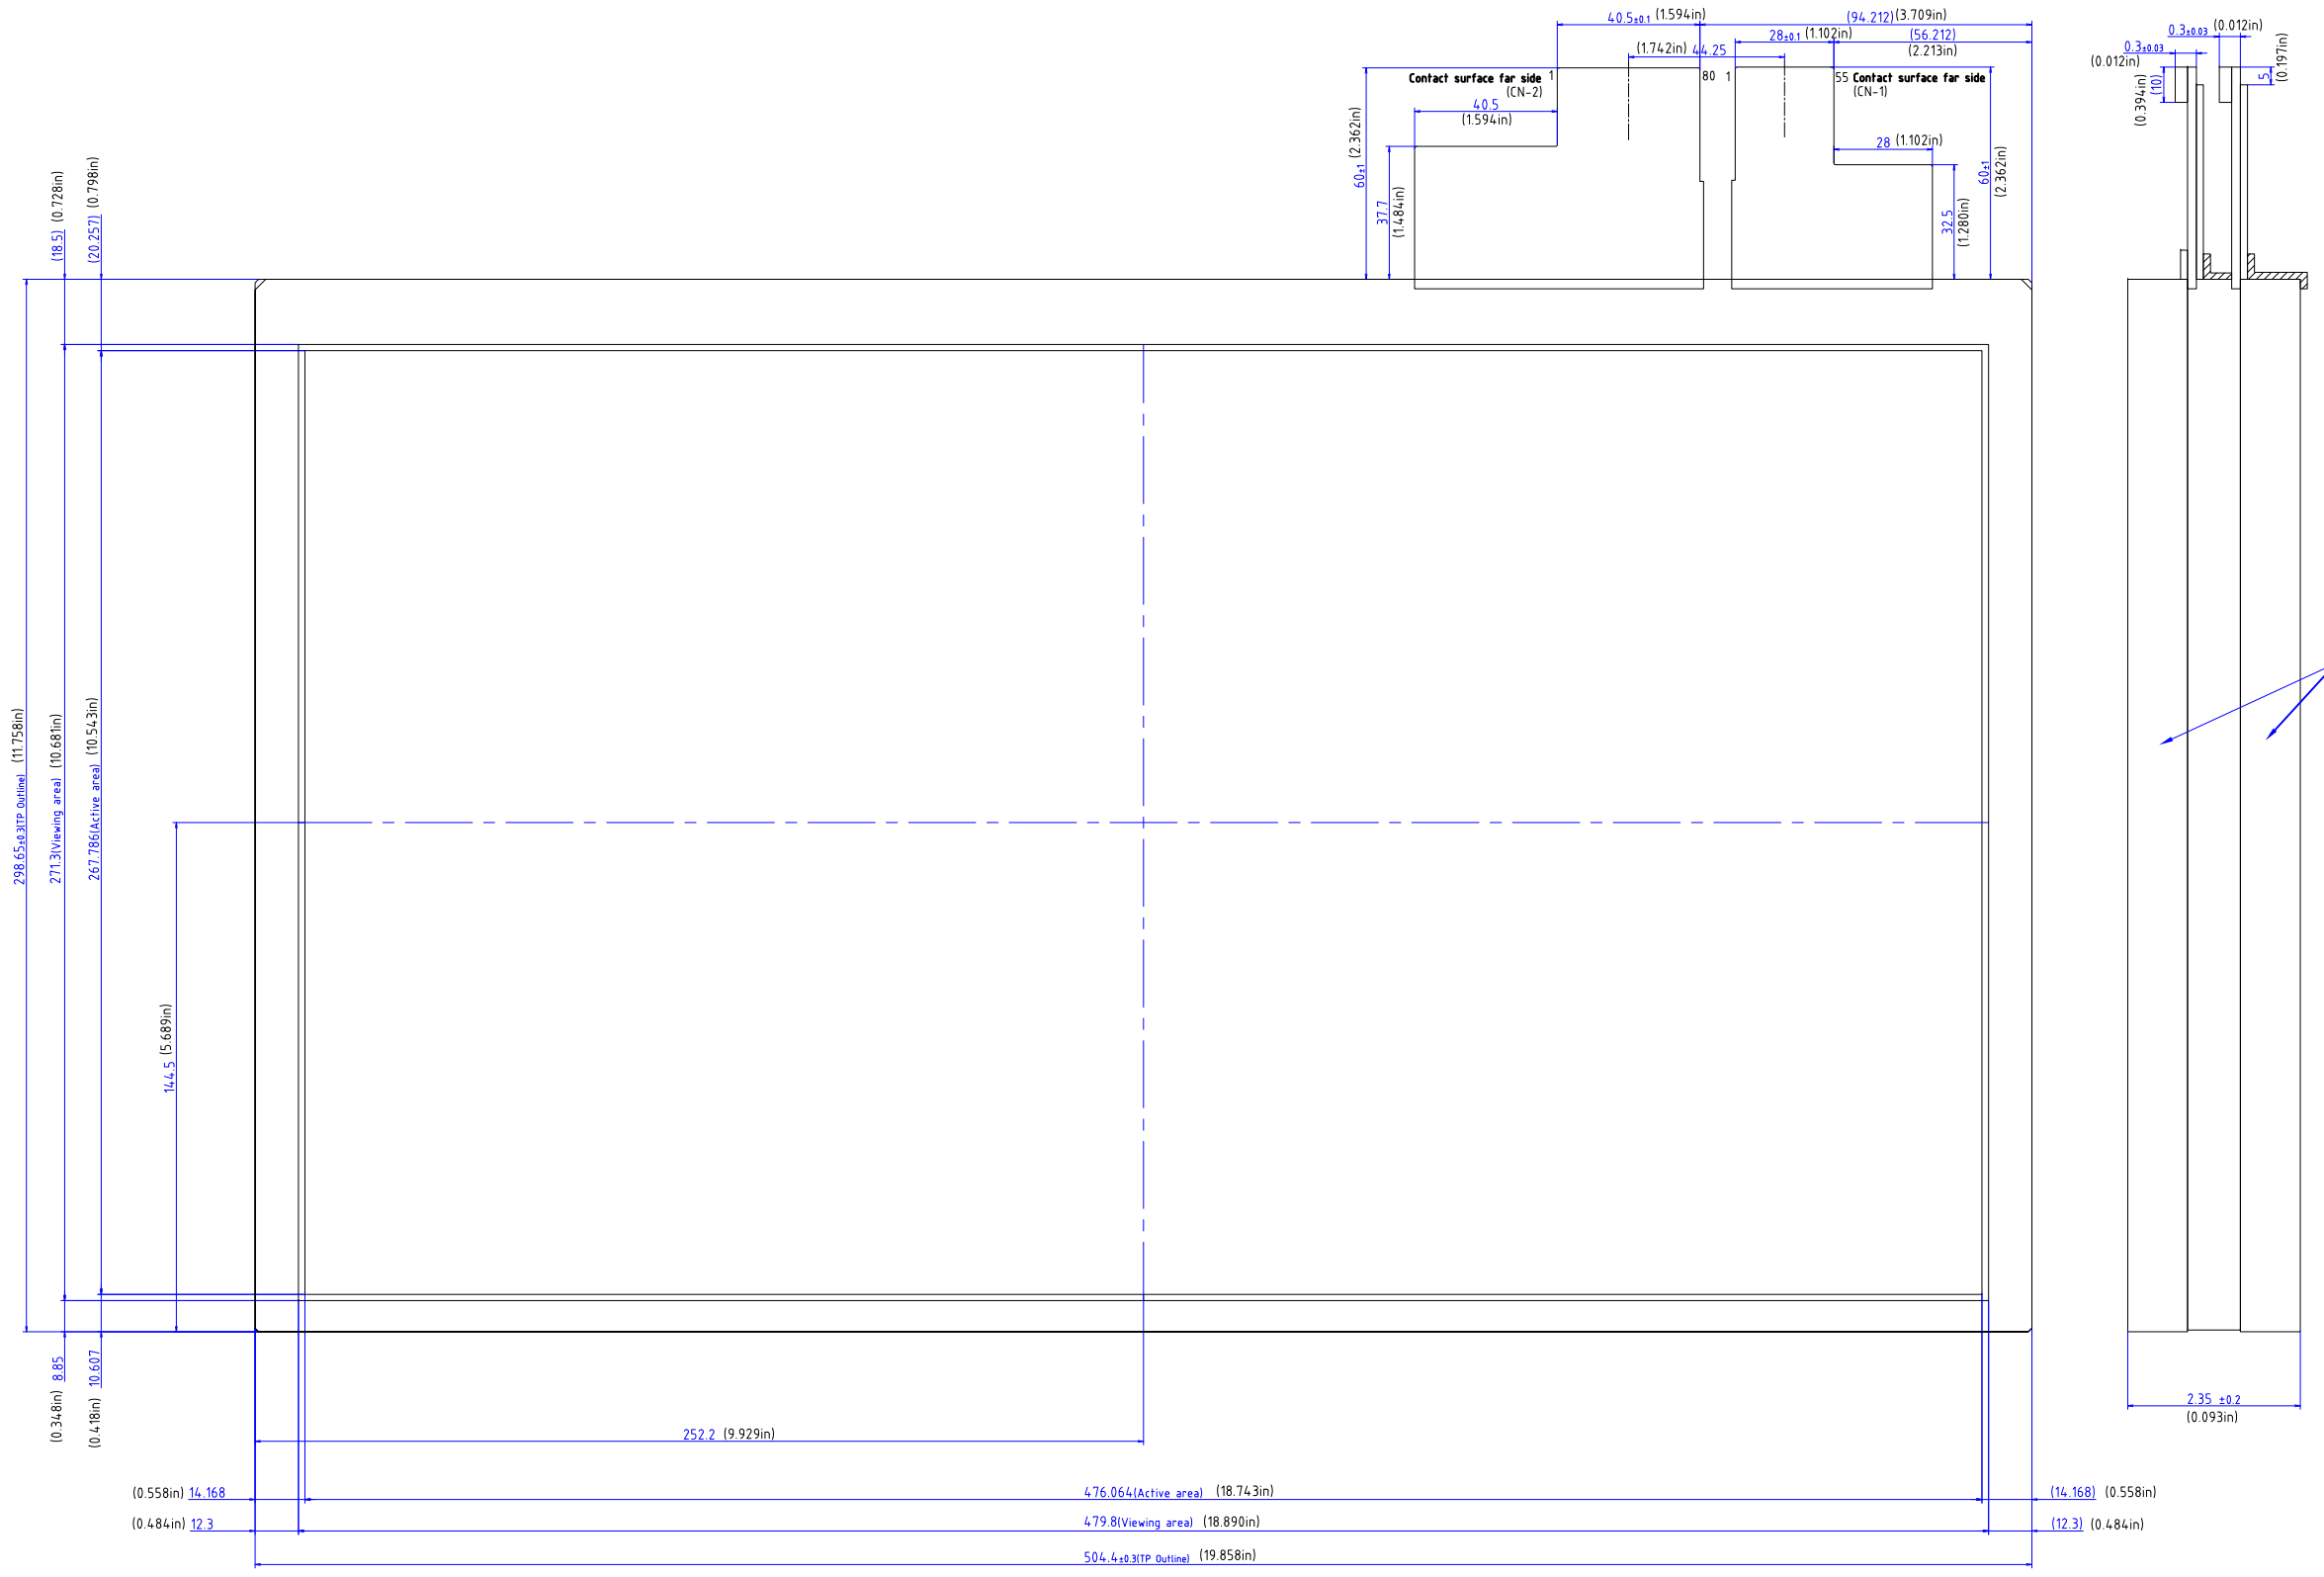 40.5±0.1 (1.594in)
(94.212) (3.709in)
28±0.1 (1.102in)
(56.212)
(2.213in)
(1.742in) 44.25
Contact surface far side 1
(CN-2)
80 1
55 Contact surface far side
(CN-1)
40.5
(1.594in)
28 (1.102in)
60±1 (2.362in)
37.7
(1.484in)
60±1
(2.362in)
32.5
(1.280in)
0.3±0.03 (0.012in)
0.3±0.03
(0.012in)
(10)
(0.394in)
5
(0.197in)
(18.5) (0.728in)
(20.257) (0.798in)
298.65±0.3(TP Outline) (11.758in)
271.3(Viewing area) (10.681in)
267.786(Active area) (10.543in)
144.5 (5.689in)
(0.348in) 8.85
(0.418in) 10.607
2.35 ±0.2
(0.093in)
252.2 (9.929in)
(0.558in) 14.168
476.064(Active area) (18.743in)
(14.168) (0.558in)
(0.484in) 12.3
479.8(Viewing area) (18.890in)
(12.3) (0.484in)
504.4±0.3(TP Outline) (19.858in)